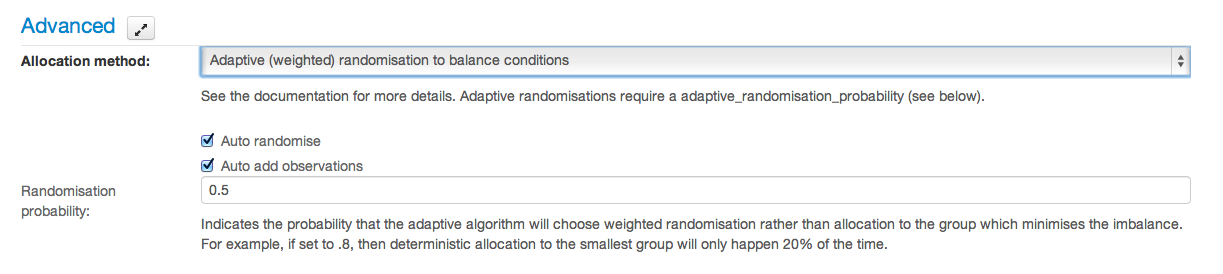 Advanced
Allocation method:
Adaptive (weighted) randomisation to balance conditions
See the documentation for more details. Adaptive randomisations require a adaptive_randomisation_probability (see below).
Auto randomise
Auto add observations
Randomisation
probability:
0.5
Indicates the probability that the adaptive algorithm will choose weighted randomisation rather than allocation to the group which minimises the imbalance.
For example, if set to .8, then deterministic allocation to the smallest group will only happen 20% of the time.